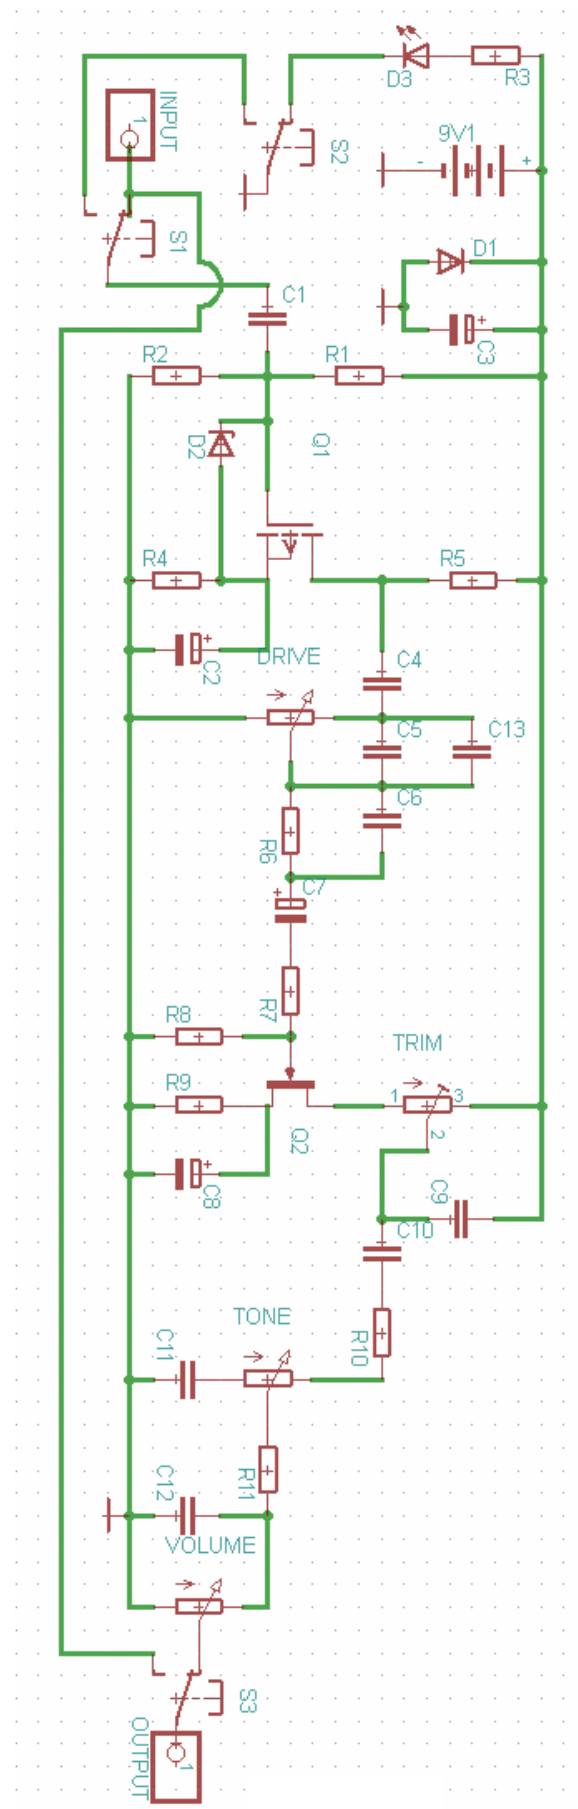 D3
R3
INPUT
1
S2
9V1
-
+
S1
D1
C1
+
C3
R2
R1
D2
Q1
R4
R5
+
C2
DRIVE
C4
C5
C13
C6
R6
C7
+
R7
R8
TRIM
R9
1
3
2
Q2
+
C8
C9
C10
TONE
C11
R10
C12
R11
VOLUME
S3
OUTPUT
1